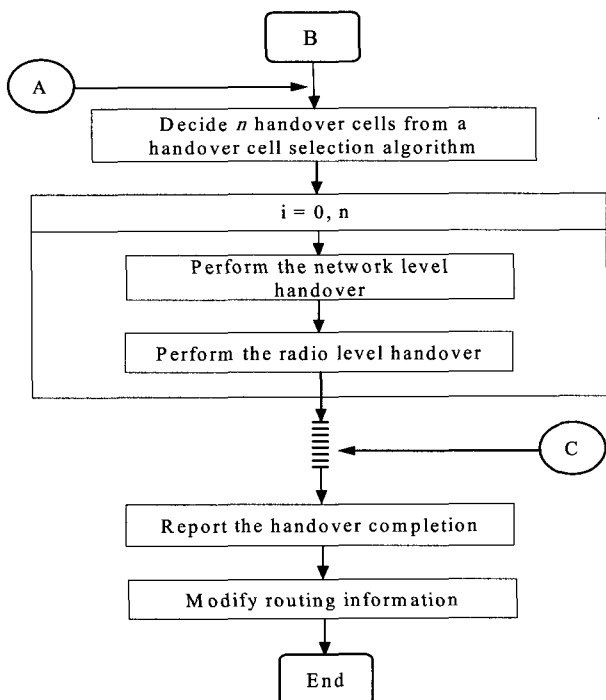 B
A
Decide n handover cells from a
handover cell selection algorithm
i = 0, n
Perform the network level
handover
Perform the radio level handover
C
Report the handover completion
Modify routing information
End